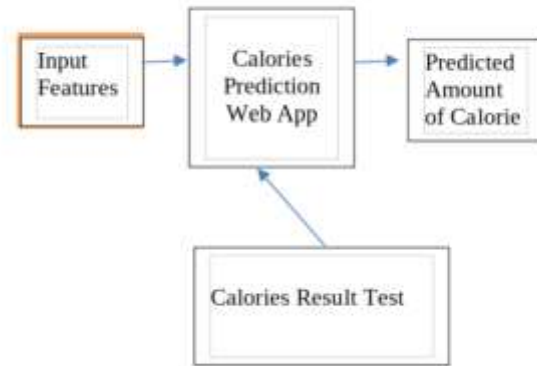 Input
Features
Calories
Prediction
Web App
Predicted
Amount
of Calorie
Calories Result Test